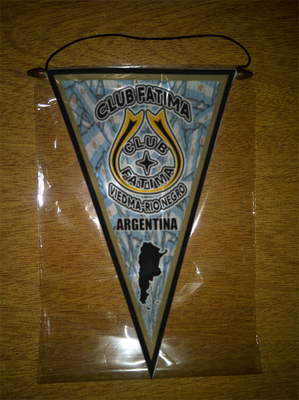 CLUB FATIMA
CLUB
FATIMA
VIEDMA-RIO NEGRO
ARGENTINA